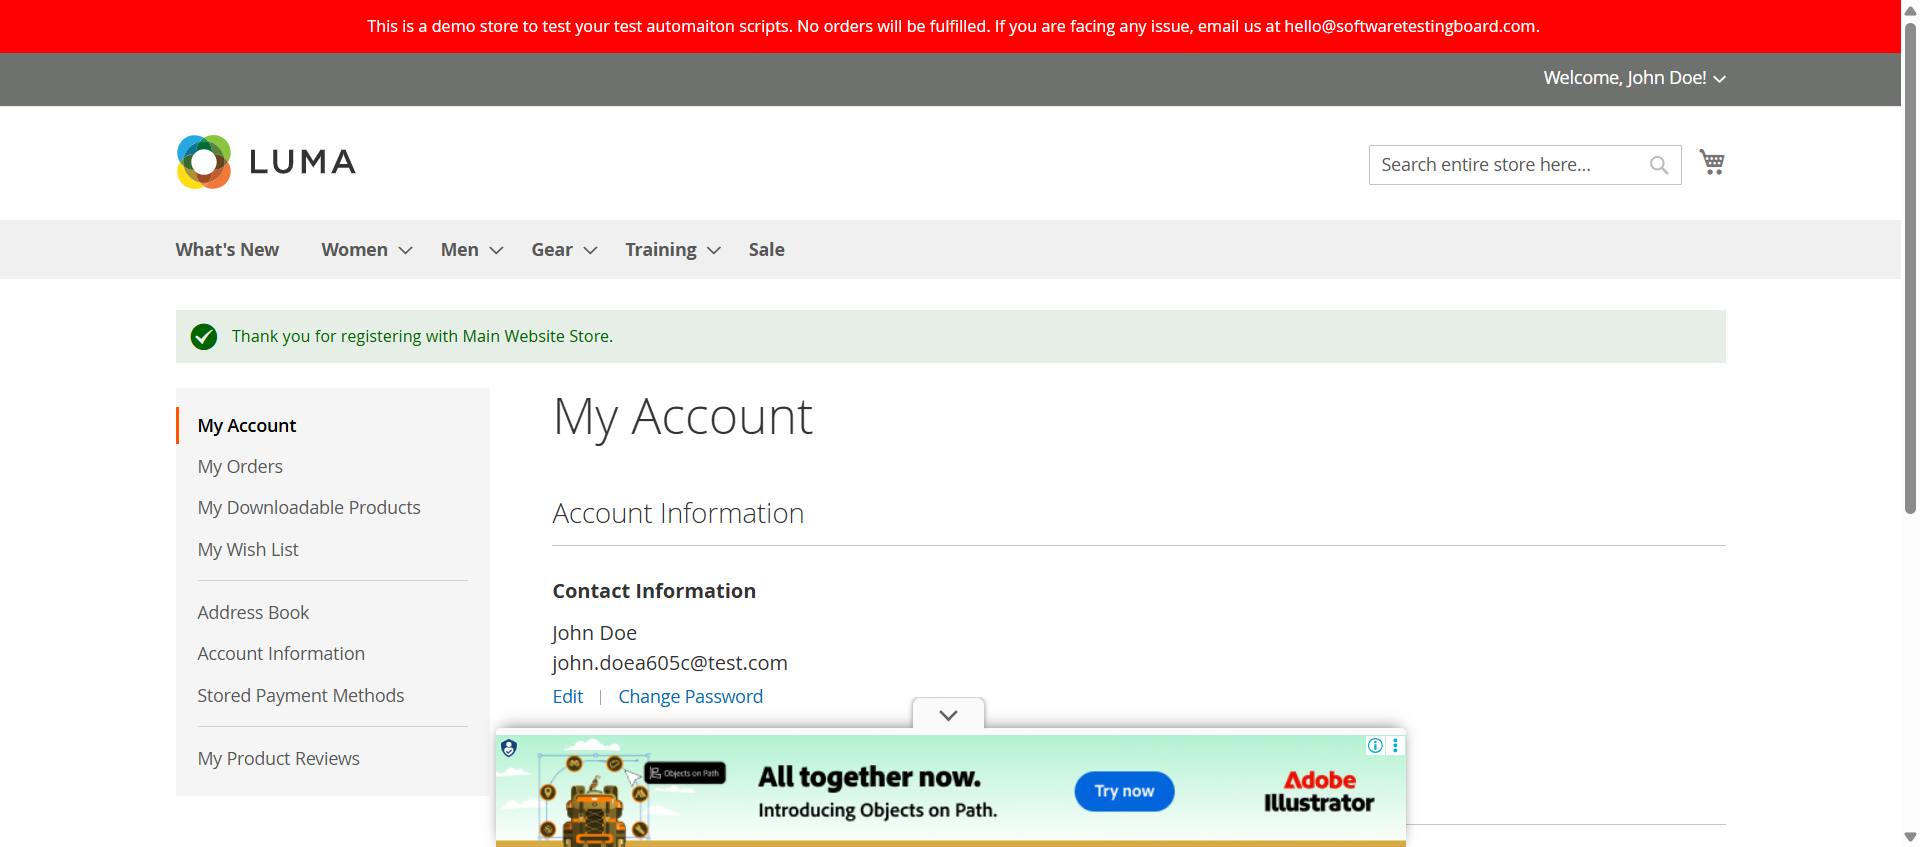 This is a demo store to test your test automaiton scripts. No orders will be fulfilled. If you are facing any issue, email us at hello@softwaretestingboard.com.
Welcome, John Doe!
LUMA
Search entire store here...
What's New Women Men Gear Training Sale
Thank you for registering with Main Website Store.
My Account
My Orders
My Downloadable Products
My Wish List
Address Book
Account Information
Stored Payment Methods
My Product Reviews
My Account
Account Information
Contact Information
John Doe
john.doea605c@test.com
Edit | Change Password
Objects on Path
All together now.
Introducing Objects on Path.
Try now
Adobe
Illustrator